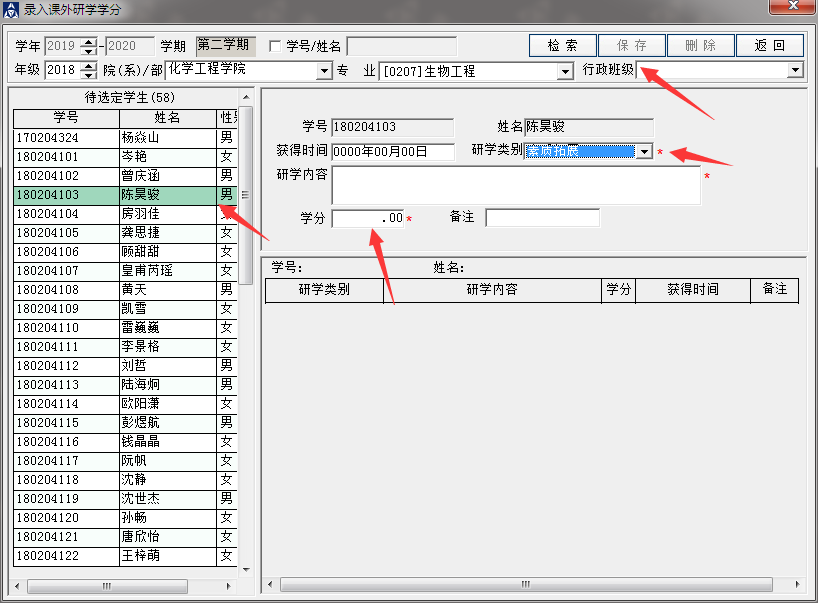 录入课外研学学分
学年 2019 - 2020 学期 第二学期 学号/姓名 检 索 保 存 删 除 返 回
年级 2018 院(系)/部 化学工程学院 专 业 [0207]生物工程 行政班级
待选定学生(58)
学号 姓名 性别
170204324 杨焱山 男
180204101 岑艳 女
180204102 曾庆涵 男
180204103 陈昊骏 男
180204104 房羽佳 女
180204105 龚思捷 女
180204106 顾甜甜 女
180204107 皇甫芮瑶 女
180204108 黄天 男
180204109 凯雪 女
180204110 雷巍巍 女
180204111 李景格 女
180204112 刘哲 男
180204113 陆海炯 男
180204114 欧阳潇 女
180204115 彭煜航 男
180204116 钱晶晶 女
180204117 阮帆 女
180204118 沈静 女
180204119 沈世杰 男
180204120 孙畅 女
180204121 唐欣怡 女
180204122 王梓萌 女
学号 180204103 姓名 陈昊骏
获得时间 0000年00月00日 研学类别 素质拓展 *
研学内容 *
学分 .00 * 备注
学号: 姓名:
研学类别 研学内容 学分 获得时间 备注